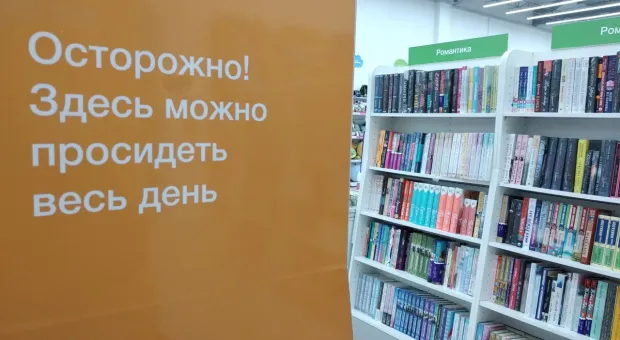 Осторожно!
Здесь можно
просидеть
весь день
Романтика